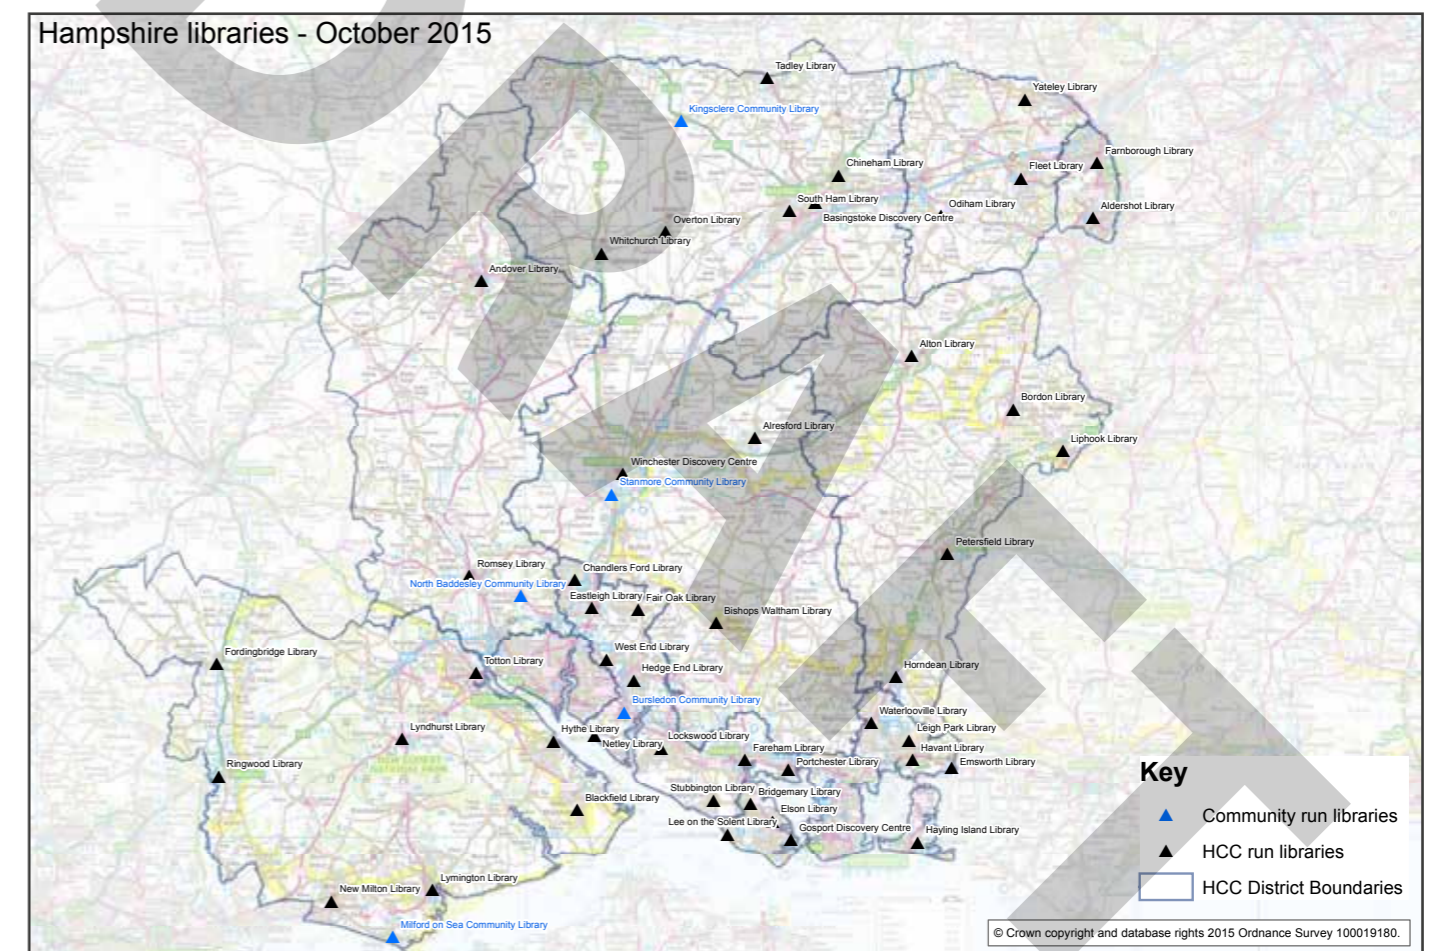 Hampshire libraries - October 2015
Tadley Library
Yateley Library
Kingsclere Community Library
Farnborough Library
Chineham Library
Fleet Library
South Ham Library
Odiham Library
Aldershot Library
Overton Library
Basingstoke Discovery Centre
Whitchurch Library
Andover Library
Alton Library
Bordon Library
Alresford Library
Liphook Library
Winchester Discovery Centre
Stanmore Community Library
Petersfield Library
Romsey Library
Chandlers Ford Library
North Baddesley Community Library
Eastleigh Library
Fair Oak Library
Bishops Waltham Library
Fordingbridge Library
West End Library
Totton Library
Hedge End Library
Horndean Library
Bursledon Community Library
Waterlooville Library
Lyndhurst Library
Hythe Library
Leigh Park Library
Lockswood Library
Netley Library
Fareham Library
Havant Library
Ringwood Library
Portchester Library
Emsworth Library
Stubbington Library
Bridgemary Library
Blackfield Library
Elson Library
Lee on the Solent Library
Gosport Discovery Centre
Hayling Island Library
Lymington Library
New Milton Library
Milford on Sea Community Library
Key
Community run libraries
HCC run libraries
HCC District Boundaries
© Crown copyright and database rights 2015 Ordnance Survey 100019180.
DRAFT